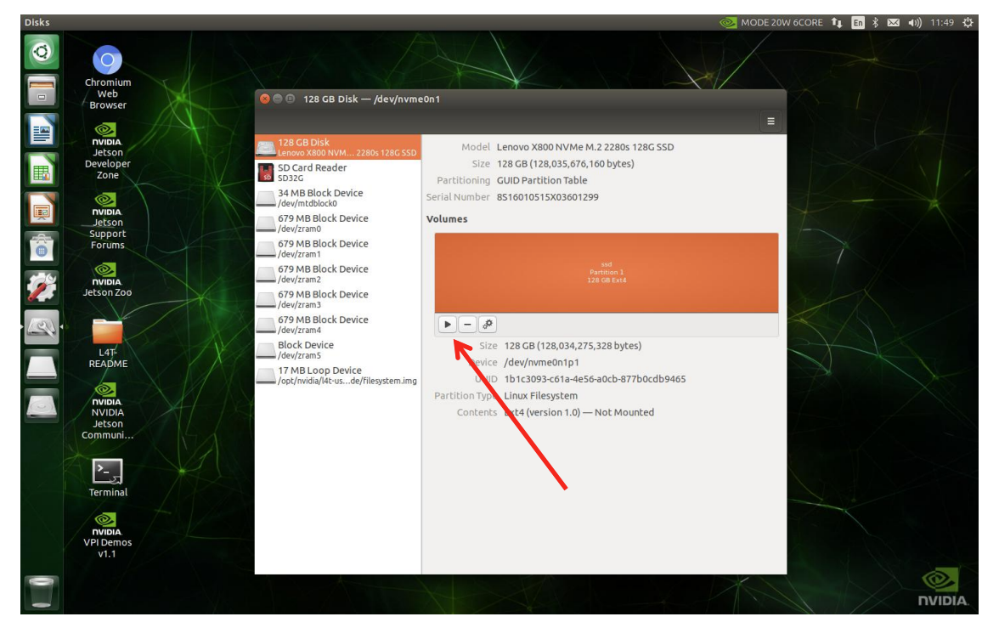 Disks
MODE 20W 6CORE
En
11:49
Chromium
Web
Browser
NVIDIA.
Jetson
Developer
Zone
NVIDIA.
Jetson
Support
Forums
NVIDIA.
Jetson Zoo
L4T-
README
NVIDIA.
NVIDIA
Jetson
Communi...
>_
Terminal
NVIDIA.
VPI Demos
v1.1
128 GB Disk — /dev/nvme0n1
128 GB Disk
Lenovo X800 NVM... 2280s 128G SSD
SD
SD Card Reader
SD32G
34 MB Block Device
/dev/mtdblock0
679 MB Block Device
/dev/zram0
679 MB Block Device
/dev/zram1
679 MB Block Device
/dev/zram2
679 MB Block Device
/dev/zram3
679 MB Block Device
/dev/zram4
Block Device
/dev/zram5
17 MB Loop Device
/opt/nvidia/l4t-us...de/filesystem.img
Model Lenovo X800 NVMe M.2 2280s 128G SSD
Size 128 GB (128,035,676,160 bytes)
Partitioning GUID Partition Table
Serial Number 8S16010515X03601299
Volumes
ssd
Partition 1
128 GB Ext4
Size 128 GB (128,034,275,328 bytes)
Device /dev/nvme0n1p1
UUID 1b1c3093-c61a-4e56-a0cb-877b0cdb9465
Partition Type Linux Filesystem
Contents Ext4 (version 1.0) — Not Mounted
NVIDIA.